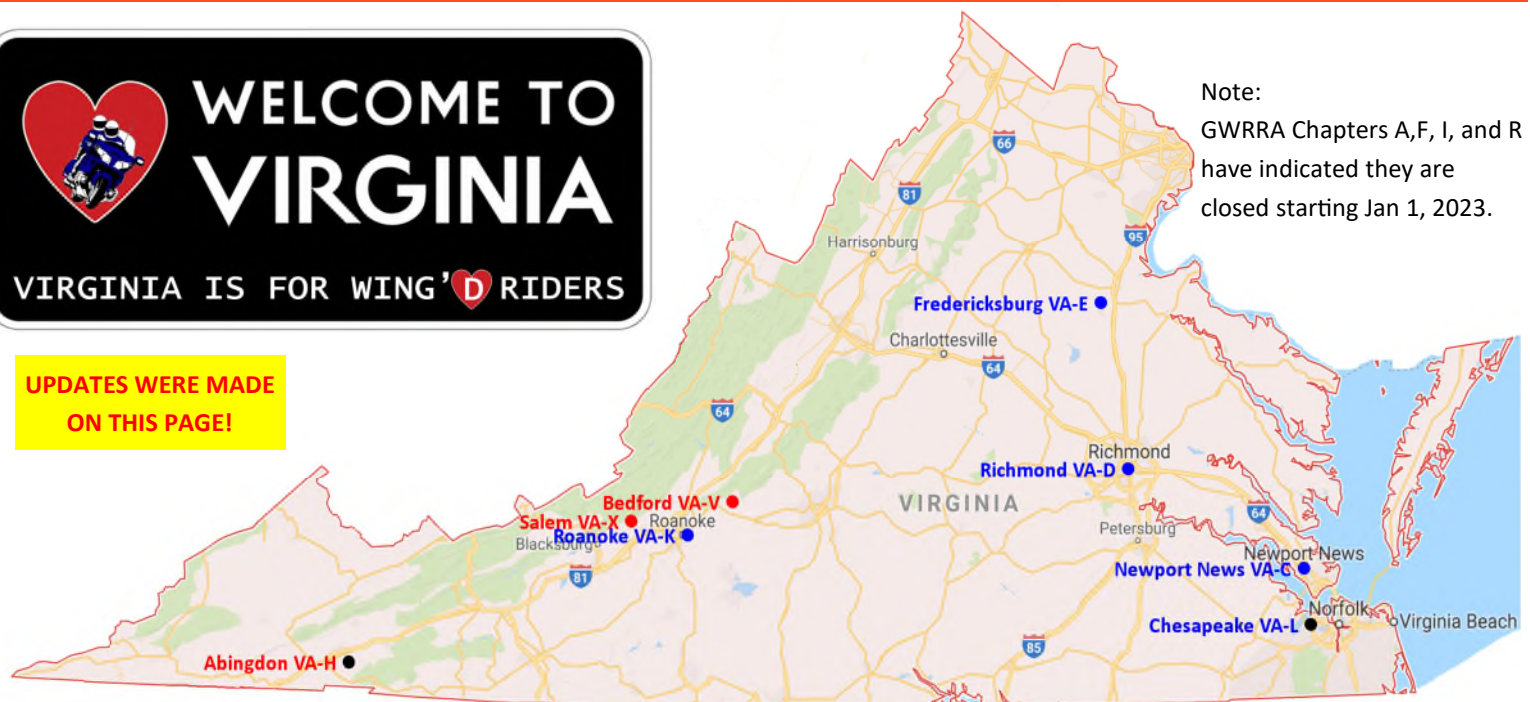 WELCOME TO
VIRGINIA
VIRGINIA IS FOR WING'D RIDERS
Note:
GWRRA Chapters A,F, I, and R
have indicated they are
closed starting Jan 1, 2023.
UPDATES WERE MADE
ON THIS PAGE!
66
81
Harrisonburg
95
Fredericksburg VA-E
Charlottesville
64
64
Richmond
Richmond VA-D
Bedford VA-V
VIRGINIA
Salem VA-X
Roanoke
64
Roanoke VA-K
Blacksburg
Petersburg
Newport News
Newport News VA-C
81
Norfolk
Chesapeake VA-L
Virginia Beach
85
Abingdon VA-H